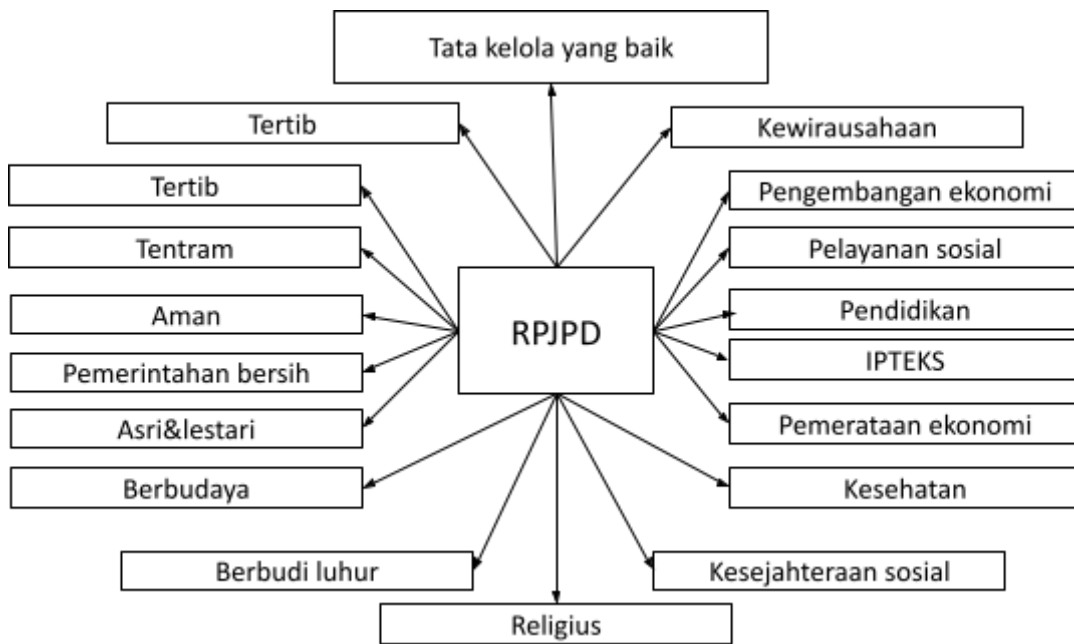 Tata kelola yang baik
Tertib
Kewirausahaan
Tertib
Pengembangan ekonomi
Tentram
Pelayanan sosial
Aman
RPJPD
Pendidikan
Pemerintahan bersih
IPTEKS
Asri&lestari
Pemerataan ekonomi
Berbudaya
Kesehatan
Berbudi luhur
Kesejahteraan sosial
Religius